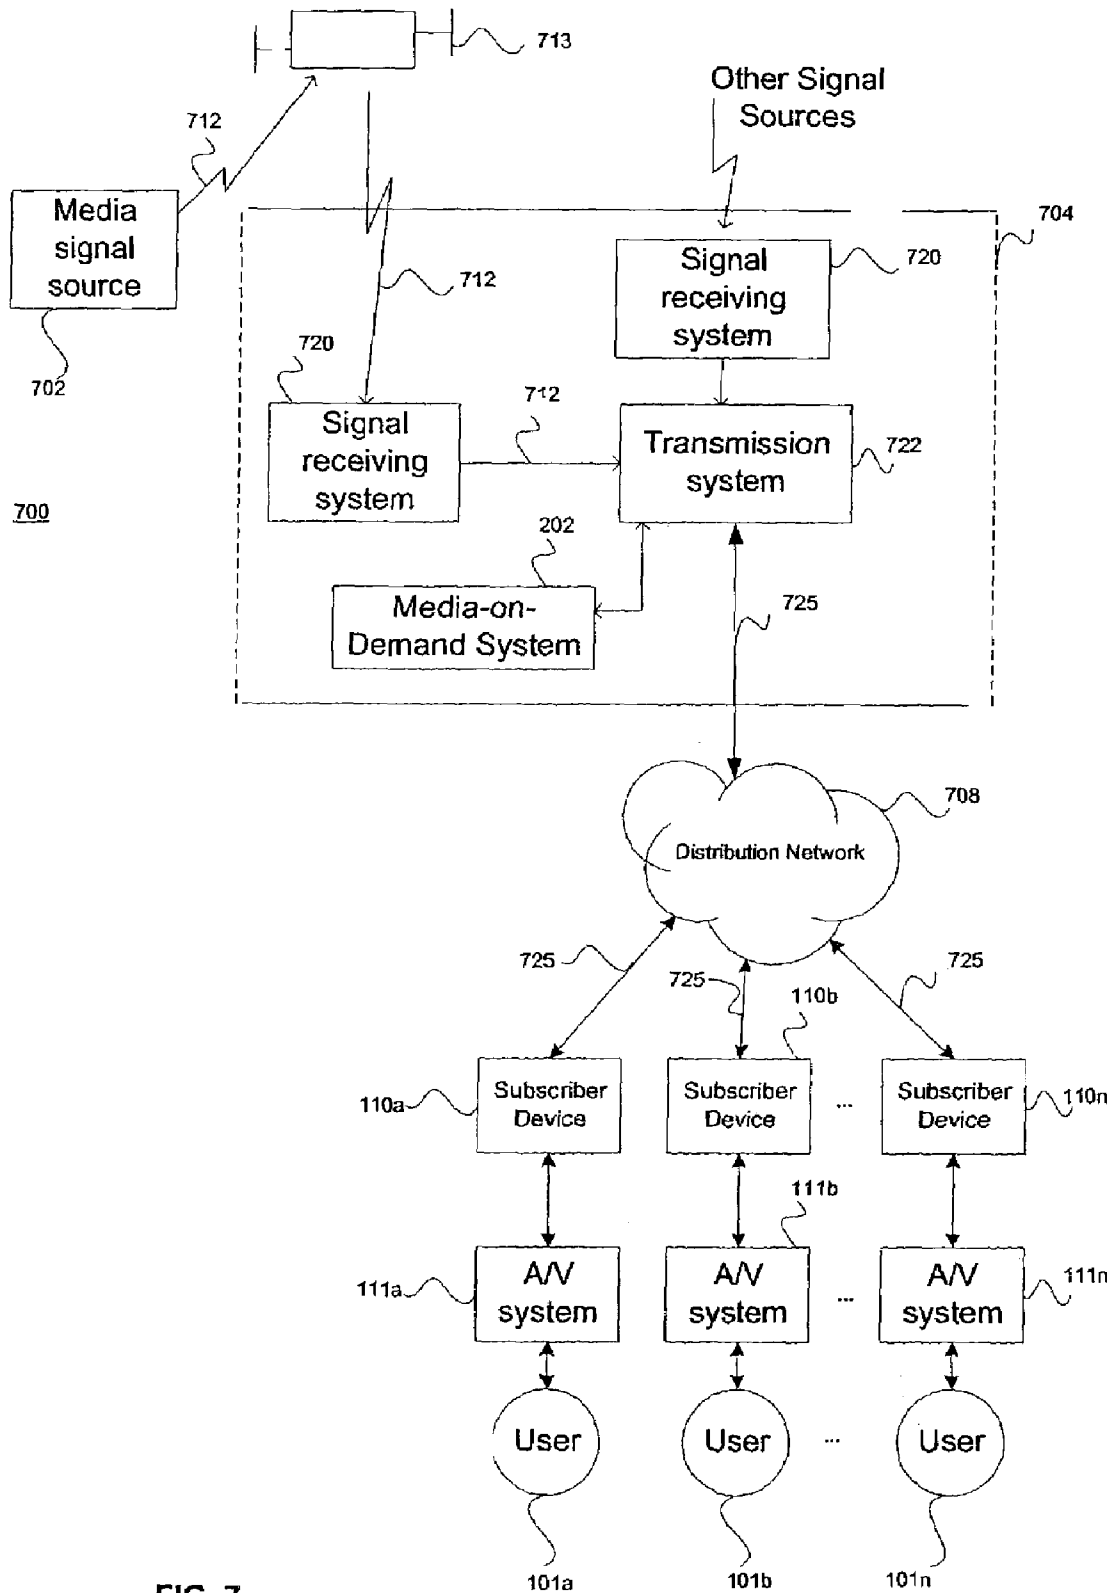 713
Other Signal
Sources
712
Media
signal
source
704
Signal
receiving
system
720
712
702
720
Signal
receiving
system
712
Transmission
system
722
700
202
Media-on-
Demand System
725
708
Distribution Network
725
725
725
110b
110a
Subscriber
Device
Subscriber
Device
...
Subscriber
Device
110n
111b
111a
A/V
system
A/V
system
...
A/V
system
111n
User
User
...
User
101a
101b
101n
FIG. 7